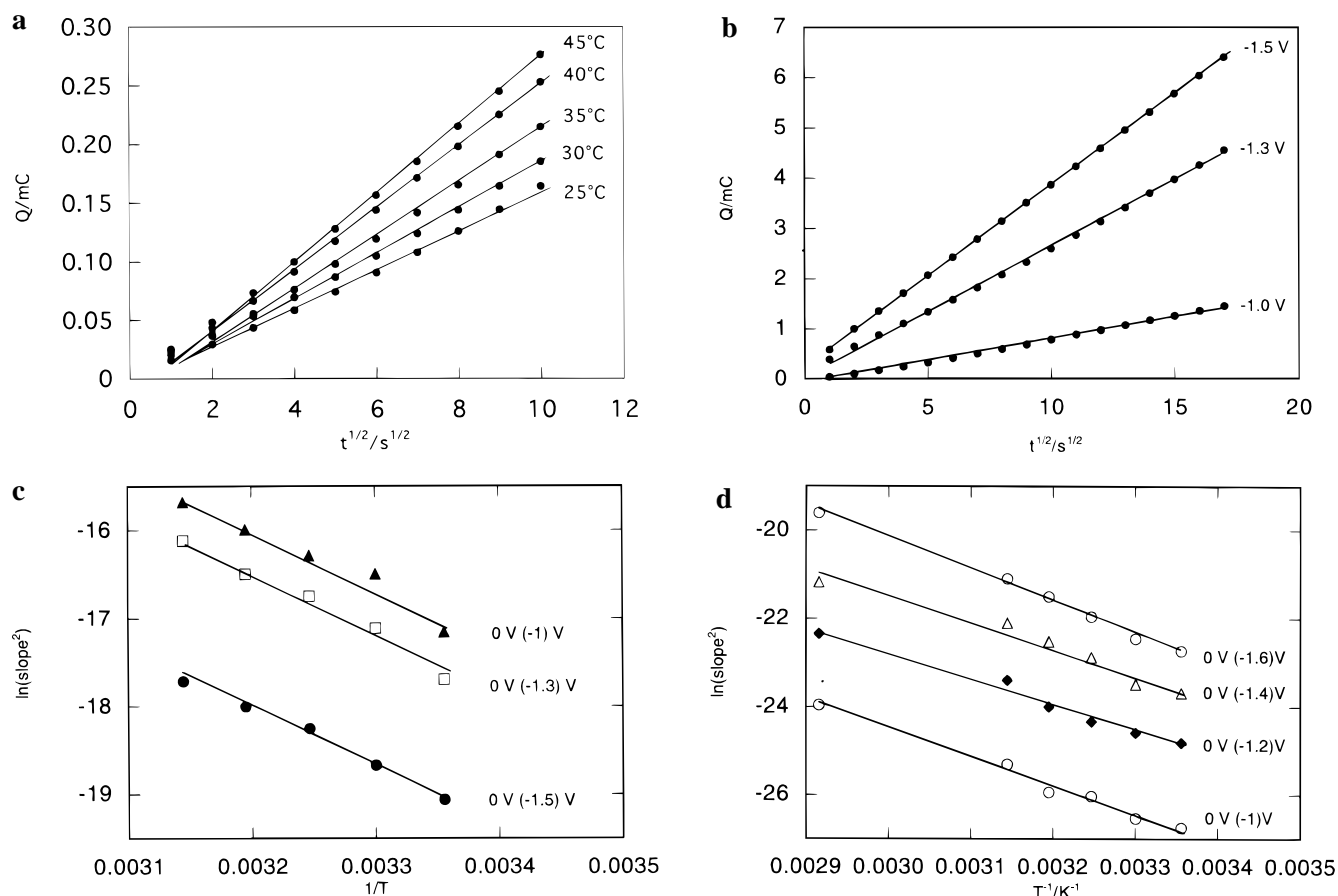 a
0.30
0.25
0.20
0.15
0.10
0.05
0
Q/mC
45°C
40°C
35°C
30°C
25°C
0 2 4 6 8 10 12
t^1/2/s^1/2
b
7
6
5
4
3
2
1
0
Q/mC
-1.5 V
-1.3 V
-1.0 V
0 5 10 15 20
t^1/2/s^1/2
c
-16
-17
-18
-19
ln(slope²)
0 V (-1) V
0 V (-1.3) V
0 V (-1.5) V
0.0031 0.0032 0.0033 0.0034 0.0035
1/T
d
-20
-22
-24
-26
ln(slope²)
0 V (-1.6)V
0 V (-1.4)V
0 V (-1.2)V
0 V (-1)V
0.0029 0.0030 0.0031 0.0032 0.0033 0.0034 0.0035
T⁻¹/K⁻¹